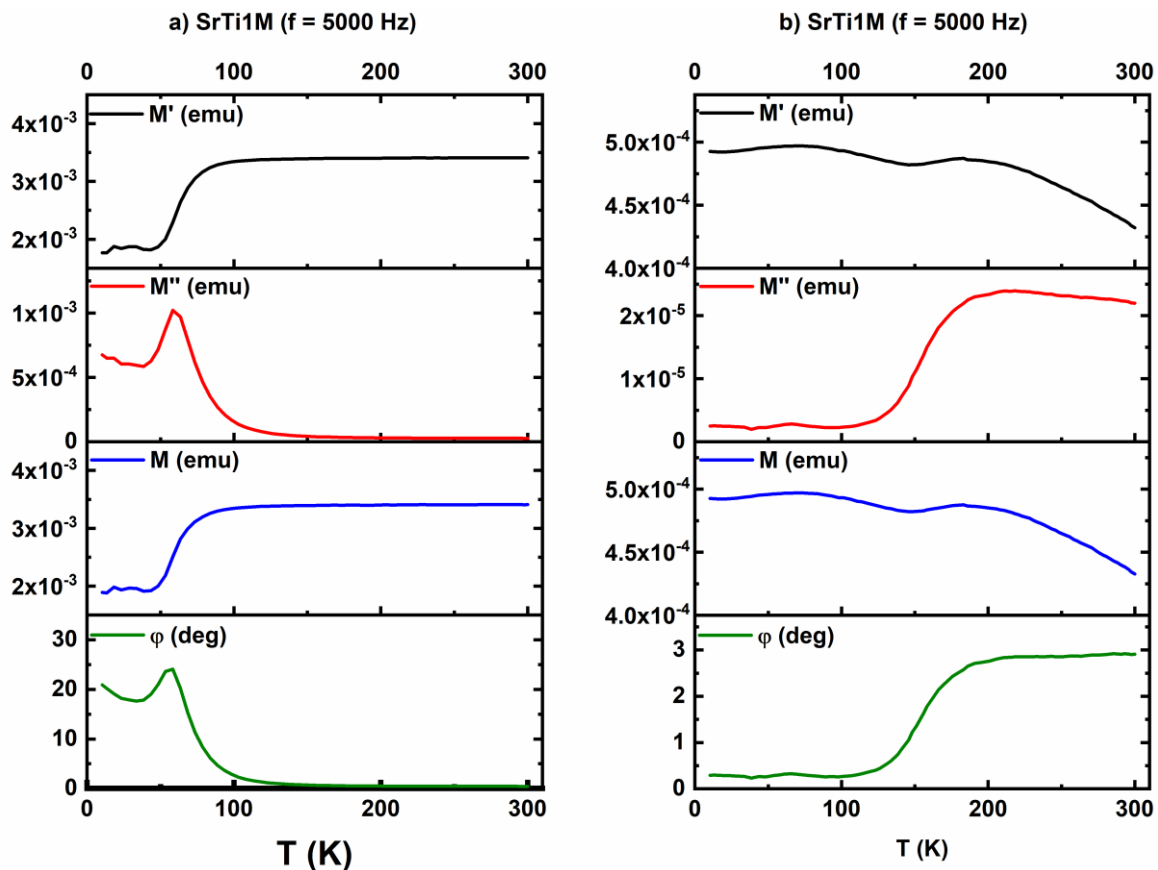 a) SrTi1M (f = 5000 Hz)
0 100 200 300
M' (emu)
4x10⁻³
3x10⁻³
2x10⁻³
M'' (emu)
1x10⁻³
5x10⁻⁴
0
M (emu)
4x10⁻³
3x10⁻³
2x10⁻³
φ (deg)
30
20
10
0
0 100 200 300
T (K)
b) SrTi1M (f = 5000 Hz)
0 100 200 300
M' (emu)
5.0x10⁻⁴
4.5x10⁻⁴
4.0x10⁻⁴
M'' (emu)
2x10⁻⁵
1x10⁻⁵
0
M (emu)
5.0x10⁻⁴
4.5x10⁻⁴
4.0x10⁻⁴
φ (deg)
3
2
1
0
0 100 200 300
T (K)